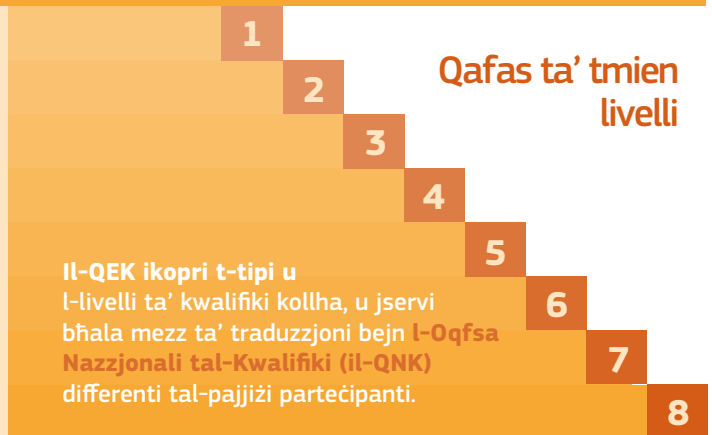 1
Qafas ta' tmien
livelli
2
3
4
5
Il-QEK ikopri t-tipi u
l-livelli ta' kwalifiki kollha, u jservi
6
bħala mezz ta' traduzzjoni bejn l-Oqfsa
Nazzjonali tal-Kwalifiki (il-QNK)
7
differenti tal-pajjiżi parteċipanti.
8